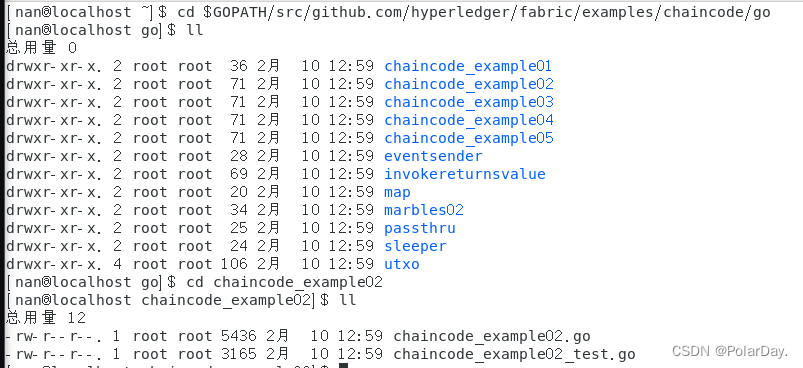 [nan@localhost ~]$ cd $GOPATH/src/github.com/hyperledger/fabric/examples/chaincode/go
[nan@localhost go]$ ll
总用量 0
drwxr-xr-x. 2 root root  36 2月  10 12:59 chaincode_example01
drwxr-xr-x. 2 root root  71 2月  10 12:59 chaincode_example02
drwxr-xr-x. 2 root root  71 2月  10 12:59 chaincode_example03
drwxr-xr-x. 2 root root  71 2月  10 12:59 chaincode_example04
drwxr-xr-x. 2 root root  71 2月  10 12:59 chaincode_example05
drwxr-xr-x. 2 root root  28 2月  10 12:59 eventsender
drwxr-xr-x. 2 root root  69 2月  10 12:59 invokereturnsvalue
drwxr-xr-x. 2 root root  20 2月  10 12:59 map
drwxr-xr-x. 2 root root  34 2月  10 12:59 marbles02
drwxr-xr-x. 2 root root  25 2月  10 12:59 passthru
drwxr-xr-x. 2 root root  24 2月  10 12:59 sleeper
drwxr-xr-x. 4 root root 106 2月  10 12:59 utxo
[nan@localhost go]$ cd chaincode_example02
[nan@localhost chaincode_example02]$ ll
总用量 12
-rw-r--r--. 1 root root 5436 2月  10 12:59 chaincode_example02.go
-rw-r--r--. 1 root root 3165 2月  10 12:59 chaincode_example02_test.go
CSDN @PolarDay.